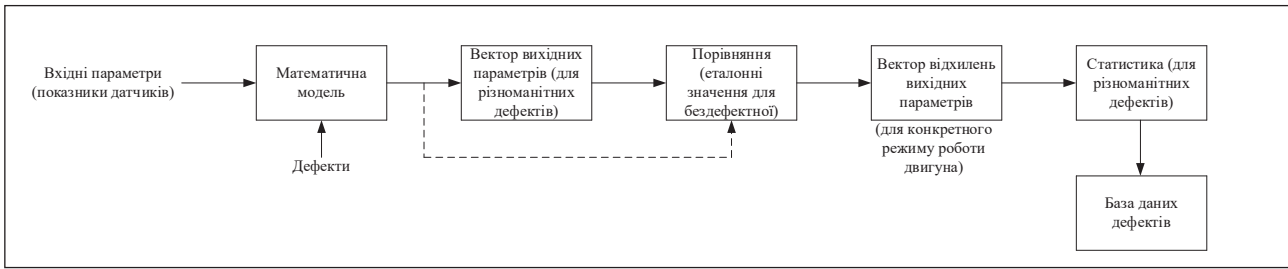 Вхідні параметри
(показники датчиків)
Математична
модель
Дефекти
Вектор вихідних
параметрів (для
різноманітних
дефектів)
Порівняння
(еталонні
значення для
бездефектної)
Вектор відхилень
вихідних
параметрів
(для конкретного
режиму роботи
двигуна)
Статистика (для
різноманітних
дефектів)
База даних
дефектів